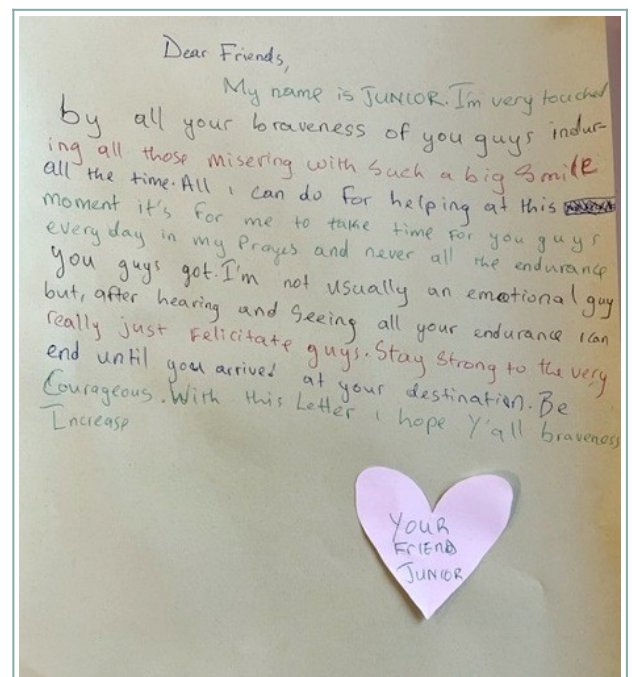 Dear Friends,
My name is JUNIOR. I'm very touched
by all your braveness of you guys indur-
ing all those misering with such a big smile
all the time. All i can do for helping at this
moment it's for me to take time for you guys
every day in my Prayes and never all the endurance
you guys got. I'm not usually an emotional guy
but, after hearing and seeing all your endurance i can
really just Felicitate guys. Stay strong to the very
end until you arrived at your destination. Be
Courageous. With this Letter i hope Y'all braveness
Increase
YOUR
FRIEND
JUNIOR